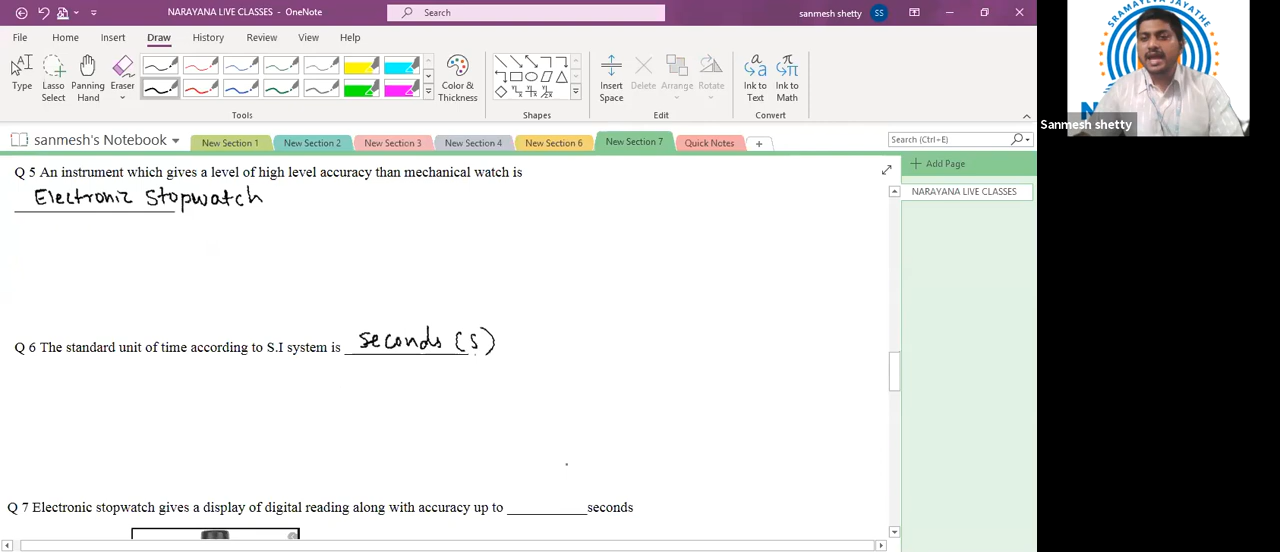 NARAYANA LIVE CLASSES - OneNote
Search
sanmesh shetty
SS
File Home Insert Draw History Review View Help
Type
Lasso Select
Panning Hand
Eraser
Color & Thickness
Insert Space
Delete
Arrange
Rotate
Ink to Text
Ink to Math
Tools
Shapes
Edit
Convert
sanmesh's Notebook
New Section 1
New Section 2
New Section 3
New Section 4
New Section 6
New Section 7
Quick Notes
Search (Ctrl+E)
Add Page
NARAYANA LIVE CLASSES
Q 5 An instrument which gives a level of high level accuracy than mechanical watch is
Electronic Stopwatch
Q 6 The standard unit of time according to S.I system is seconds (s)
Q 7 Electronic stopwatch gives a display of digital reading along with accuracy up to __________seconds
SRAMAYEVA JAYATHE
Sanmesh shetty